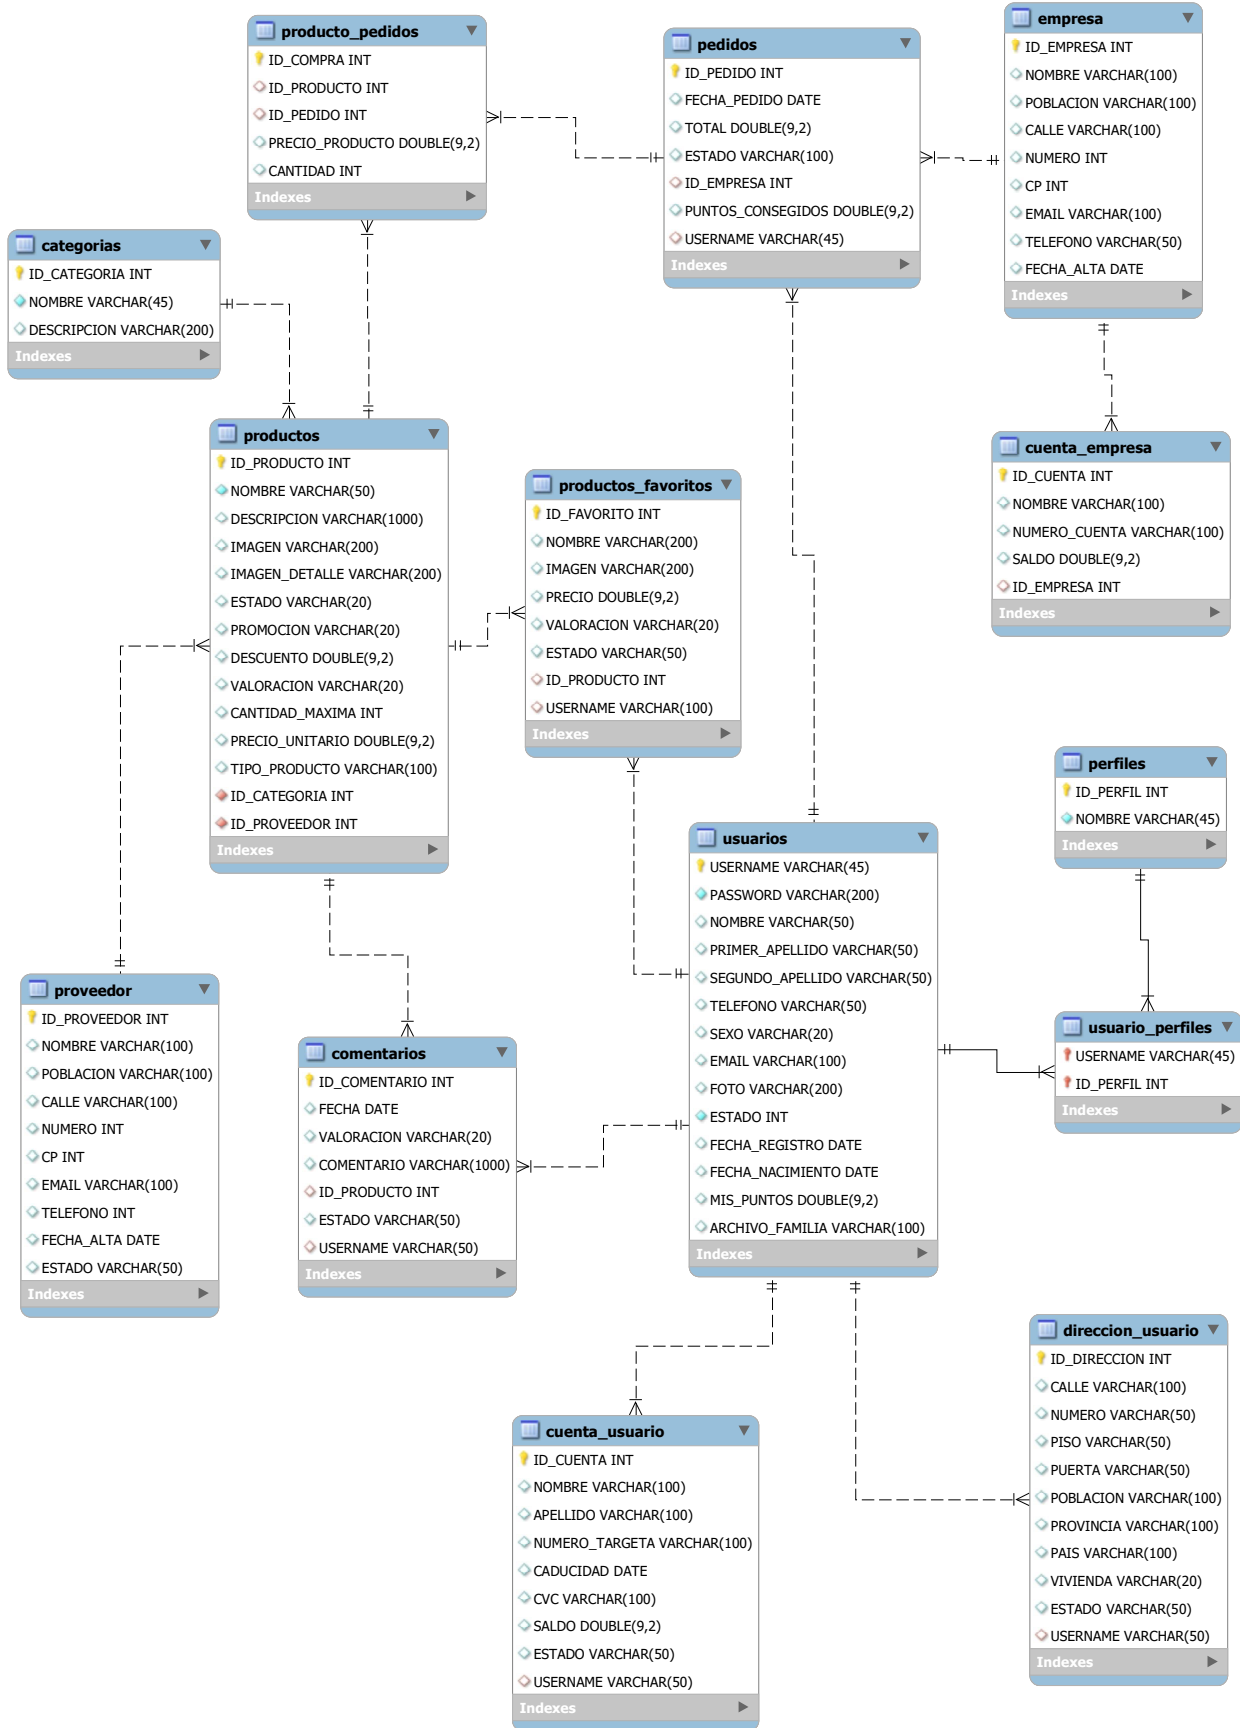 producto_pedidos
ID_COMPRA INT
ID_PRODUCTO INT
ID_PEDIDO INT
PRECIO_PRODUCTO DOUBLE(9,2)
CANTIDAD INT
Indexes
pedidos
ID_PEDIDO INT
FECHA_PEDIDO DATE
TOTAL DOUBLE(9,2)
ESTADO VARCHAR(100)
ID_EMPRESA INT
PUNTOS_CONSEGIDOS DOUBLE(9,2)
USERNAME VARCHAR(45)
Indexes
empresa
ID_EMPRESA INT
NOMBRE VARCHAR(100)
POBLACION VARCHAR(100)
CALLE VARCHAR(100)
NUMERO INT
CP INT
EMAIL VARCHAR(100)
TELEFONO VARCHAR(50)
FECHA_ALTA DATE
Indexes
categorias
ID_CATEGORIA INT
NOMBRE VARCHAR(45)
DESCRIPCION VARCHAR(200)
Indexes
productos
ID_PRODUCTO INT
NOMBRE VARCHAR(50)
DESCRIPCION VARCHAR(1000)
IMAGEN VARCHAR(200)
IMAGEN_DETALLE VARCHAR(200)
ESTADO VARCHAR(20)
PROMOCION VARCHAR(20)
DESCUENTO DOUBLE(9,2)
VALORACION VARCHAR(20)
CANTIDAD_MAXIMA INT
PRECIO_UNITARIO DOUBLE(9,2)
TIPO_PRODUCTO VARCHAR(100)
ID_CATEGORIA INT
ID_PROVEEDOR INT
Indexes
productos_favoritos
ID_FAVORITO INT
NOMBRE VARCHAR(200)
IMAGEN VARCHAR(200)
PRECIO DOUBLE(9,2)
VALORACION VARCHAR(20)
ESTADO VARCHAR(50)
ID_PRODUCTO INT
USERNAME VARCHAR(100)
Indexes
cuenta_empresa
ID_CUENTA INT
NOMBRE VARCHAR(100)
NUMERO_CUENTA VARCHAR(100)
SALDO DOUBLE(9,2)
ID_EMPRESA INT
Indexes
perfiles
ID_PERFIL INT
NOMBRE VARCHAR(45)
Indexes
usuarios
USERNAME VARCHAR(45)
PASSWORD VARCHAR(200)
NOMBRE VARCHAR(50)
PRIMER_APELLIDO VARCHAR(50)
SEGUNDO_APELLIDO VARCHAR(50)
TELEFONO VARCHAR(50)
SEXO VARCHAR(20)
EMAIL VARCHAR(100)
FOTO VARCHAR(200)
ESTADO INT
FECHA_REGISTRO DATE
FECHA_NACIMIENTO DATE
MIS_PUNTOS DOUBLE(9,2)
ARCHIVO_FAMILIA VARCHAR(100)
Indexes
proveedor
ID_PROVEEDOR INT
NOMBRE VARCHAR(100)
POBLACION VARCHAR(100)
CALLE VARCHAR(100)
NUMERO INT
CP INT
EMAIL VARCHAR(100)
TELEFONO INT
FECHA_ALTA DATE
ESTADO VARCHAR(50)
Indexes
comentarios
ID_COMENTARIO INT
FECHA DATE
VALORACION VARCHAR(20)
COMENTARIO VARCHAR(1000)
ID_PRODUCTO INT
ESTADO VARCHAR(50)
USERNAME VARCHAR(50)
Indexes
usuario_perfiles
USERNAME VARCHAR(45)
ID_PERFIL INT
Indexes
direccion_usuario
ID_DIRECCION INT
CALLE VARCHAR(100)
NUMERO VARCHAR(50)
PISO VARCHAR(50)
PUERTA VARCHAR(50)
POBLACION VARCHAR(100)
PROVINCIA VARCHAR(100)
PAIS VARCHAR(100)
VIVIENDA VARCHAR(20)
ESTADO VARCHAR(50)
USERNAME VARCHAR(50)
Indexes
cuenta_usuario
ID_CUENTA INT
NOMBRE VARCHAR(100)
APELLIDO VARCHAR(100)
NUMERO_TARGETA VARCHAR(100)
CADUCIDAD DATE
CVC VARCHAR(100)
SALDO DOUBLE(9,2)
ESTADO VARCHAR(50)
USERNAME VARCHAR(50)
Indexes